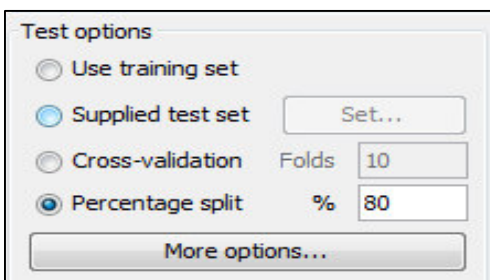 Test options
Use training set
Supplied test set Set...
Cross-validation Folds 10
Percentage split % 80
More options...